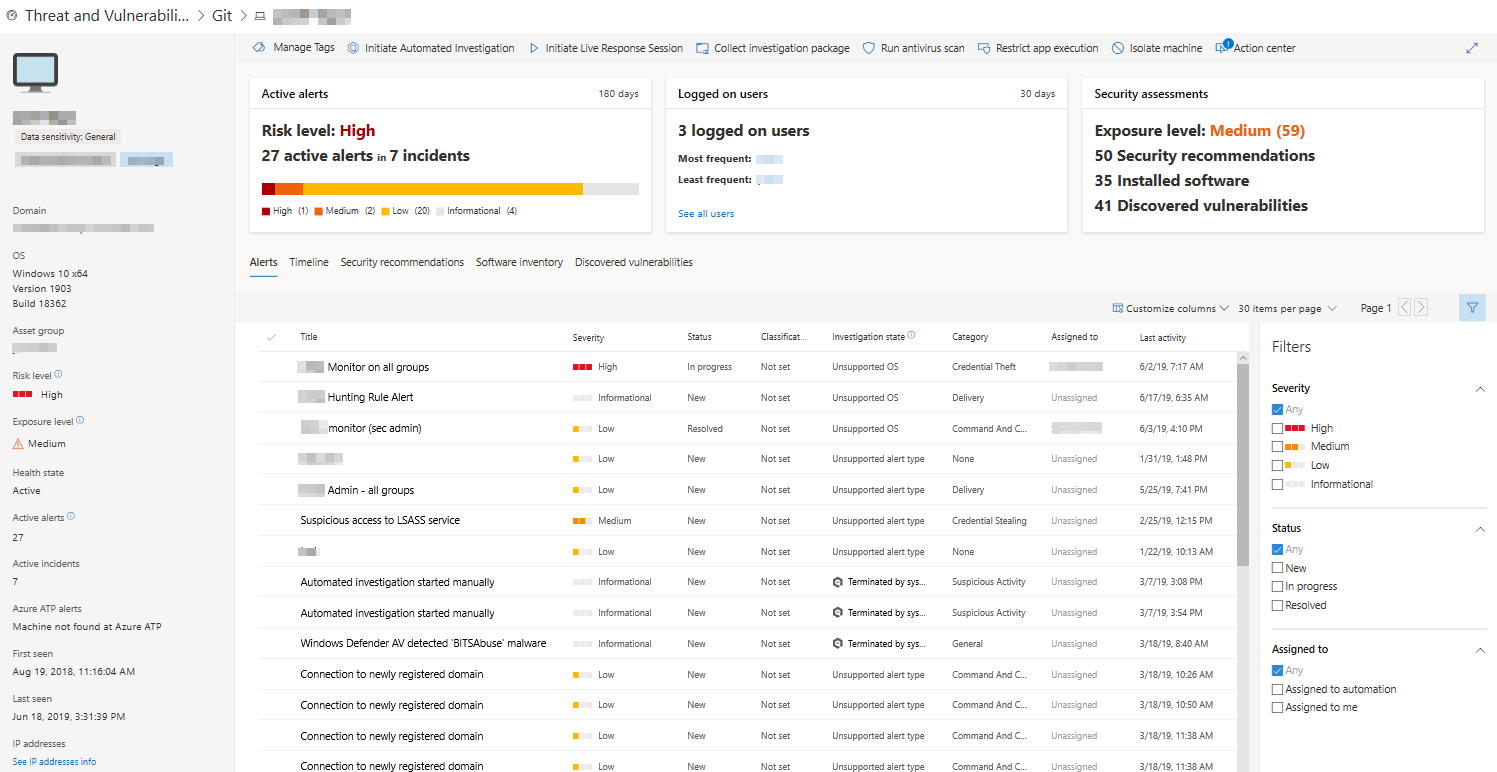 Threat and Vulnerabili... > Git >
Manage Tags Initiate Automated Investigation Initiate Live Response Session Collect investigation package Run antivirus scan Restrict app execution Isolate machine Action center
Data sensitivity: General
Domain
OS
Windows 10 x64
Version 1903
Build 18362
Asset group
Risk level
High
Exposure level
Medium
Health state
Active
Active alerts
27
Active incidents
7
Azure ATP alerts
Machine not found at Azure ATP
First seen
Aug 19, 2018, 11:16:04 AM
Last seen
Jun 18, 2019, 3:31:39 PM
IP addresses
See IP addresses info
Active alerts 180 days
Risk level: High
27 active alerts in 7 incidents
High (1) Medium (2) Low (20) Informational (4)
Logged on users 30 days
3 logged on users
Most frequent:
Least frequent:
See all users
Security assessments
Exposure level: Medium (59)
50 Security recommendations
35 Installed software
41 Discovered vulnerabilities
Alerts Timeline Security recommendations Software inventory Discovered vulnerabilities
Customize columns 30 items per page Page 1
Title Severity Status Classificat... Investigation state Category Assigned to Last activity
Monitor on all groups High In progress Not set Unsupported OS Credential Theft 6/2/19, 7:17 AM
Hunting Rule Alert Informational New Not set Unsupported OS Delivery Unassigned 6/17/19, 6:35 AM
monitor (sec admin) Low Resolved Not set Unsupported OS Command And C... 6/3/19, 4:10 PM
Low New Not set Unsupported alert type None Unassigned 1/31/19, 1:48 PM
Admin - all groups Low New Not set Unsupported alert type Delivery Unassigned 5/25/19, 7:41 PM
Suspicious access to LSASS service Medium New Not set Unsupported alert type Credential Stealing Unassigned 2/25/19, 12:15 PM
Low New Not set Unsupported alert type None Unassigned 1/22/19, 10:13 AM
Automated investigation started manually Informational New Not set Terminated by sys... Suspicious Activity Unassigned 3/7/19, 3:08 PM
Automated investigation started manually Informational New Not set Terminated by sys... Suspicious Activity Unassigned 3/7/19, 3:54 PM
Windows Defender AV detected 'BITSAbuse' malware Informational New Not set Terminated by sys... General Unassigned 3/18/19, 8:40 AM
Connection to newly registered domain Low New Not set Unsupported alert type Command And C... Unassigned 3/18/19, 10:26 AM
Connection to newly registered domain Low New Not set Unsupported alert type Command And C... Unassigned 3/18/19, 10:50 AM
Connection to newly registered domain Low New Not set Unsupported alert type Command And C... Unassigned 3/18/19, 11:38 AM
Connection to newly registered domain Low New Not set Unsupported alert type Command And C... Unassigned 3/18/19, 11:38 AM
Filters
Severity
Any
High
Medium
Low
Informational
Status
Any
New
In progress
Resolved
Assigned to
Any
Assigned to automation
Assigned to me